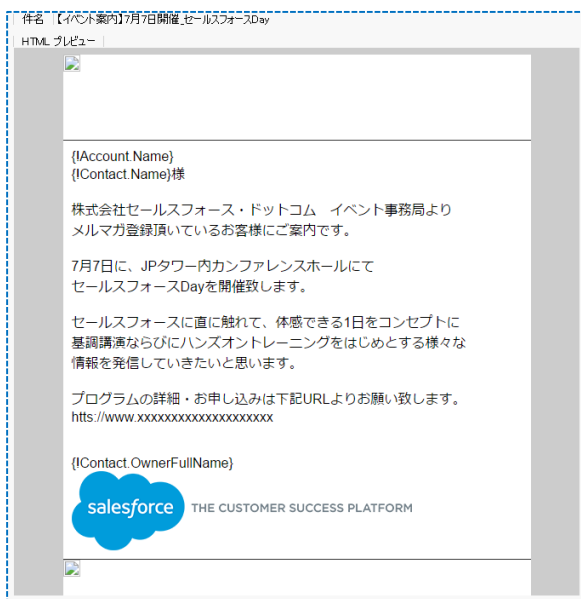 件名 【イベント案内】7月7日開催_セールスフォースDay
HTML プレビュー
{!Account.Name}
{!Contact.Name}様
株式会社セールスフォース・ドットコム　イベント事務局より
メルマガ登録頂いているお客様にご案内です。
7月7日に、JPタワー内カンファレンスホールにて
セールスフォースDayを開催致します。
セールスフォースに直に触れて、体感できる1日をコンセプトに
基調講演ならびにハンズオントレーニングをはじめとする様々な
情報を発信していきたいと思います。
プログラムの詳細・お申し込みは下記URLよりお願い致します。
htts://www.xxxxxxxxxxxxxxxxxxxx
{!Contact.OwnerFullName}
salesforce THE CUSTOMER SUCCESS PLATFORM